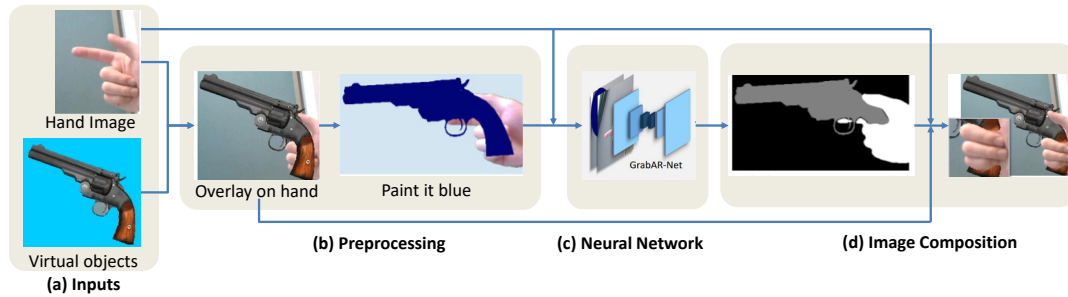 Hand Image
Virtual objects
(a) Inputs
Overlay on hand
Paint it blue
(b) Preprocessing
GrabAR-Net
(c) Neural Network
(d) Image Composition